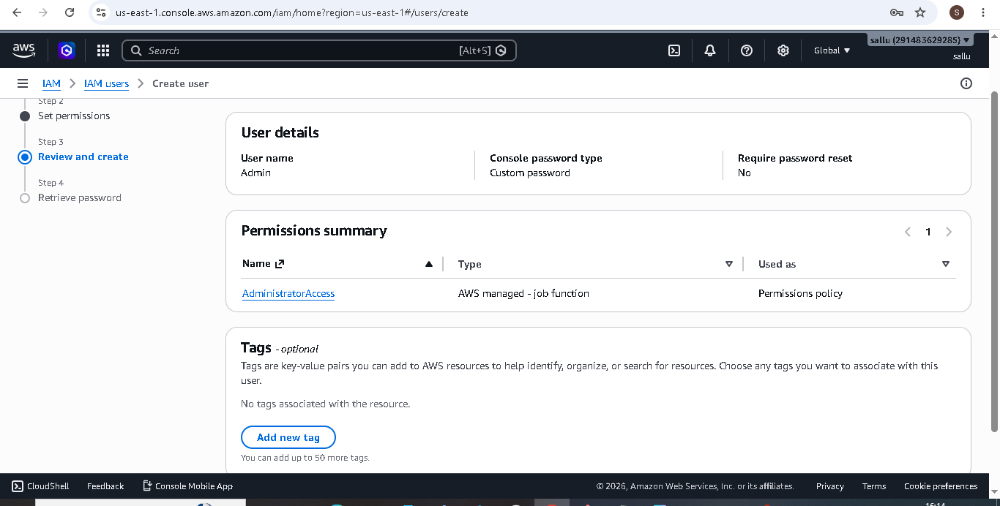 us-east-1.console.aws.amazon.com/iam/home?region=us-east-1#/users/create
S
aws
Search
[Alt+S]
Global
sallu (291483629285)
sallu
IAM
IAM users
Create user
Step 2
Set permissions
Step 3
Review and create
Step 4
Retrieve password
User details
User name
Admin
Console password type
Custom password
Require password reset
No
Permissions summary
1
Name
Type
Used as
AdministratorAccess
AWS managed - job function
Permissions policy
Tags - optional
Tags are key-value pairs you can add to AWS resources to help identify, organize, or search for resources. Choose any tags you want to associate with this
user.
No tags associated with the resource.
Add new tag
You can add up to 50 more tags.
CloudShell
Feedback
Console Mobile App
© 2026, Amazon Web Services, Inc. or its affiliates.
Privacy
Terms
Cookie preferences
16:14